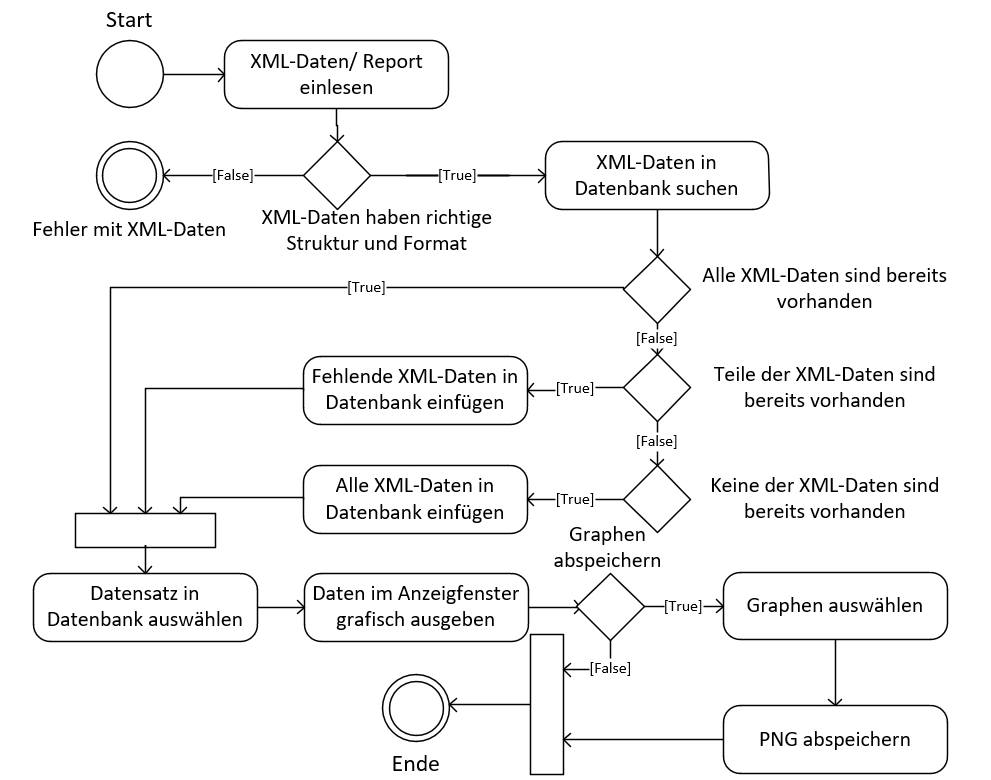 Start
XML-Daten/ Report
einlesen
[False]
[True]
XML-Daten in
Datenbank suchen
Fehler mit XML-Daten
XML-Daten haben richtige
Struktur und Format
[True]
Alle XML-Daten sind bereits
vorhanden
[False]
Fehlende XML-Daten in
Datenbank einfügen
[True]
Teile der XML-Daten sind
bereits vorhanden
[False]
Alle XML-Daten in
Datenbank einfügen
[True]
Keine der XML-Daten sind
bereits vorhanden
Graphen
abspeichern
Datensatz in
Datenbank auswählen
Daten im Anzeigfenster
grafisch ausgeben
[True]
Graphen auswählen
[False]
Ende
PNG abspeichern